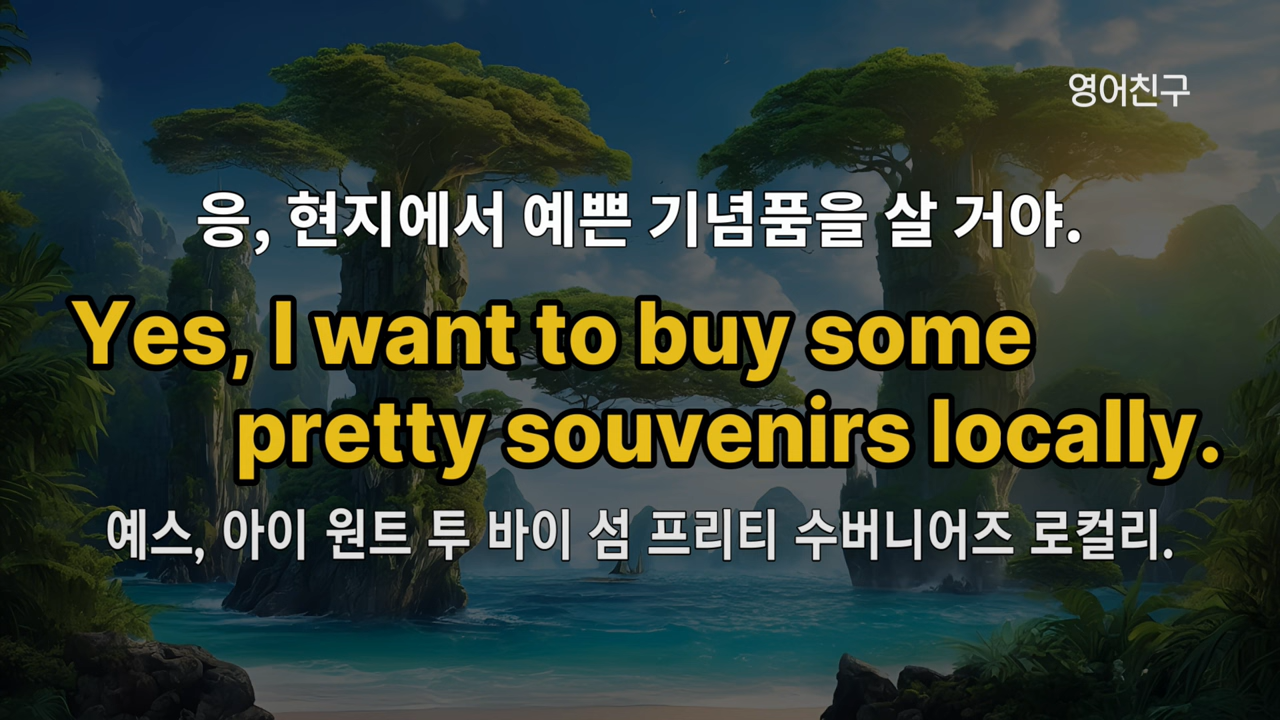 영어친구
응, 현지에서 예쁜 기념품을 살 거야.
Yes, I want to buy some
pretty souvenirs locally.
예스, 아이 원트 투 바이 섬 프리티 수버니어즈 로컬리.